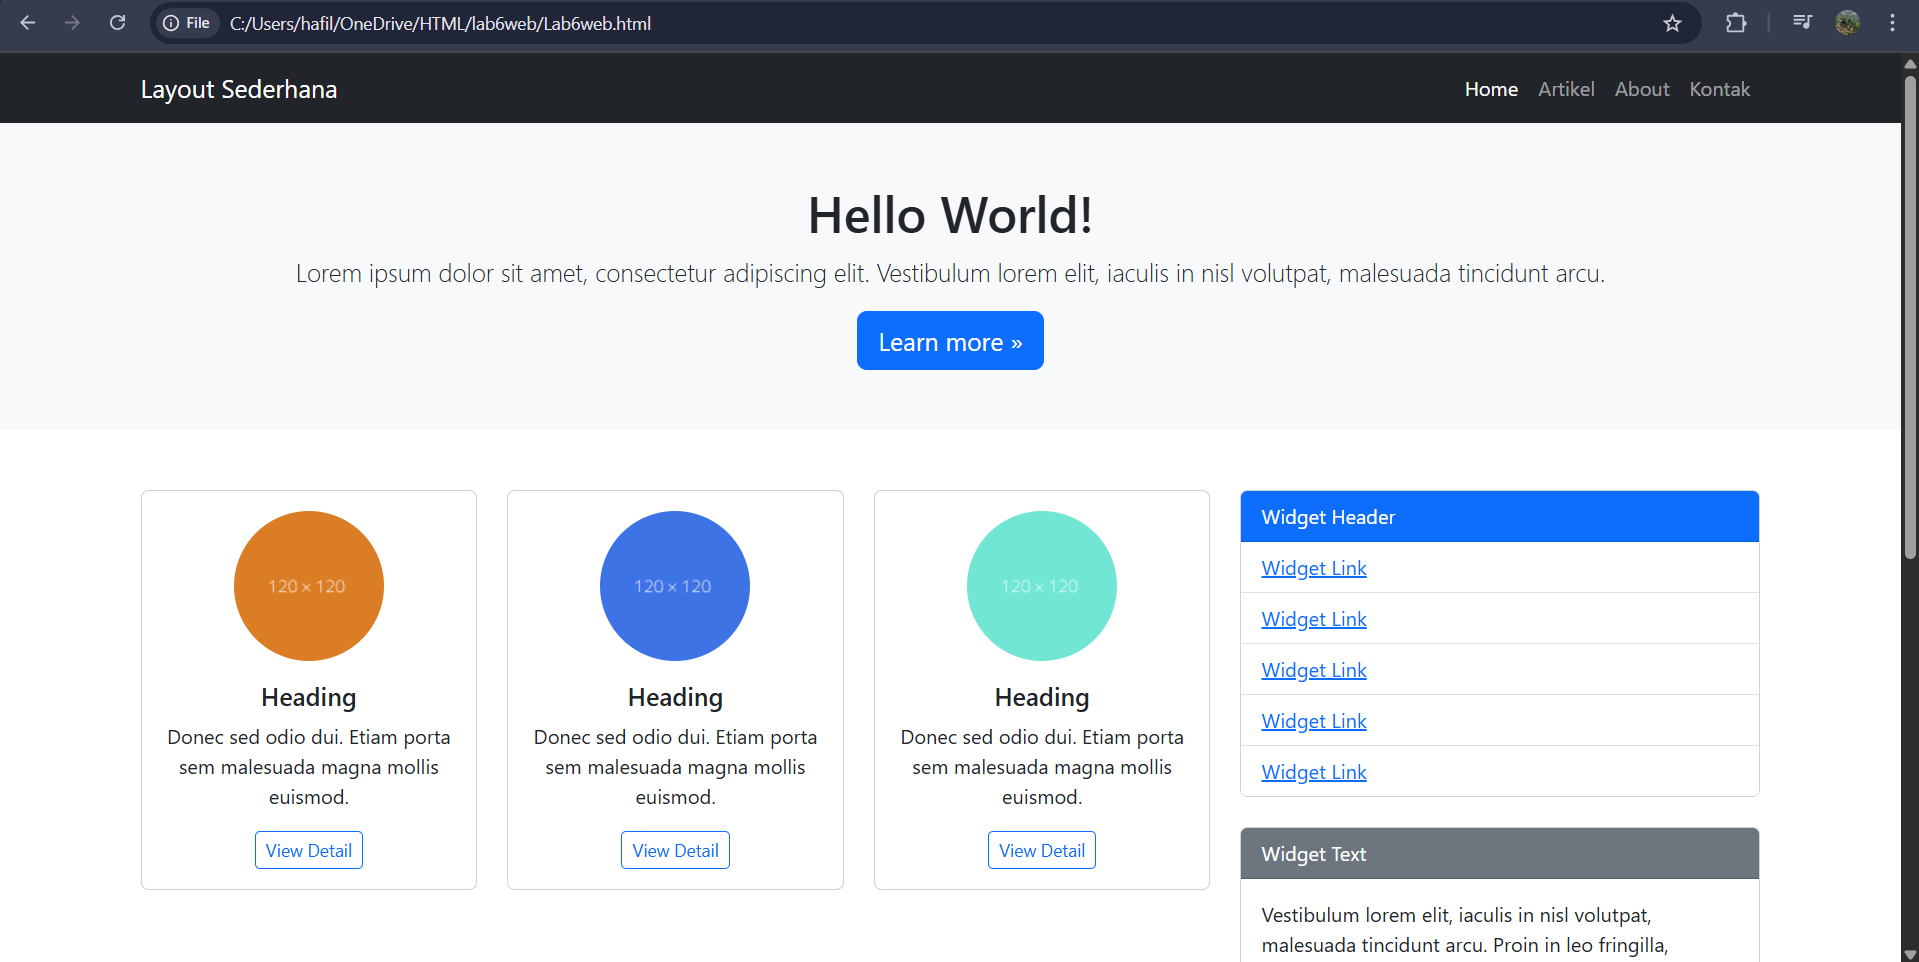 File C:/Users/hafil/OneDrive/HTML/lab6web/Lab6web.html
Layout Sederhana
Home Artikel About Kontak
Hello World!
Lorem ipsum dolor sit amet, consectetur adipiscing elit. Vestibulum lorem elit, iaculis in nisl volutpat, malesuada tincidunt arcu.
Learn more »
120 × 120
Heading
Donec sed odio dui. Etiam porta
sem malesuada magna mollis
euismod.
View Detail
120 × 120
Heading
Donec sed odio dui. Etiam porta
sem malesuada magna mollis
euismod.
View Detail
120 × 120
Heading
Donec sed odio dui. Etiam porta
sem malesuada magna mollis
euismod.
View Detail
Widget Header
Widget Link
Widget Link
Widget Link
Widget Link
Widget Link
Widget Text
Vestibulum lorem elit, iaculis in nisl volutpat,
malesuada tincidunt arcu. Proin in leo fringilla,